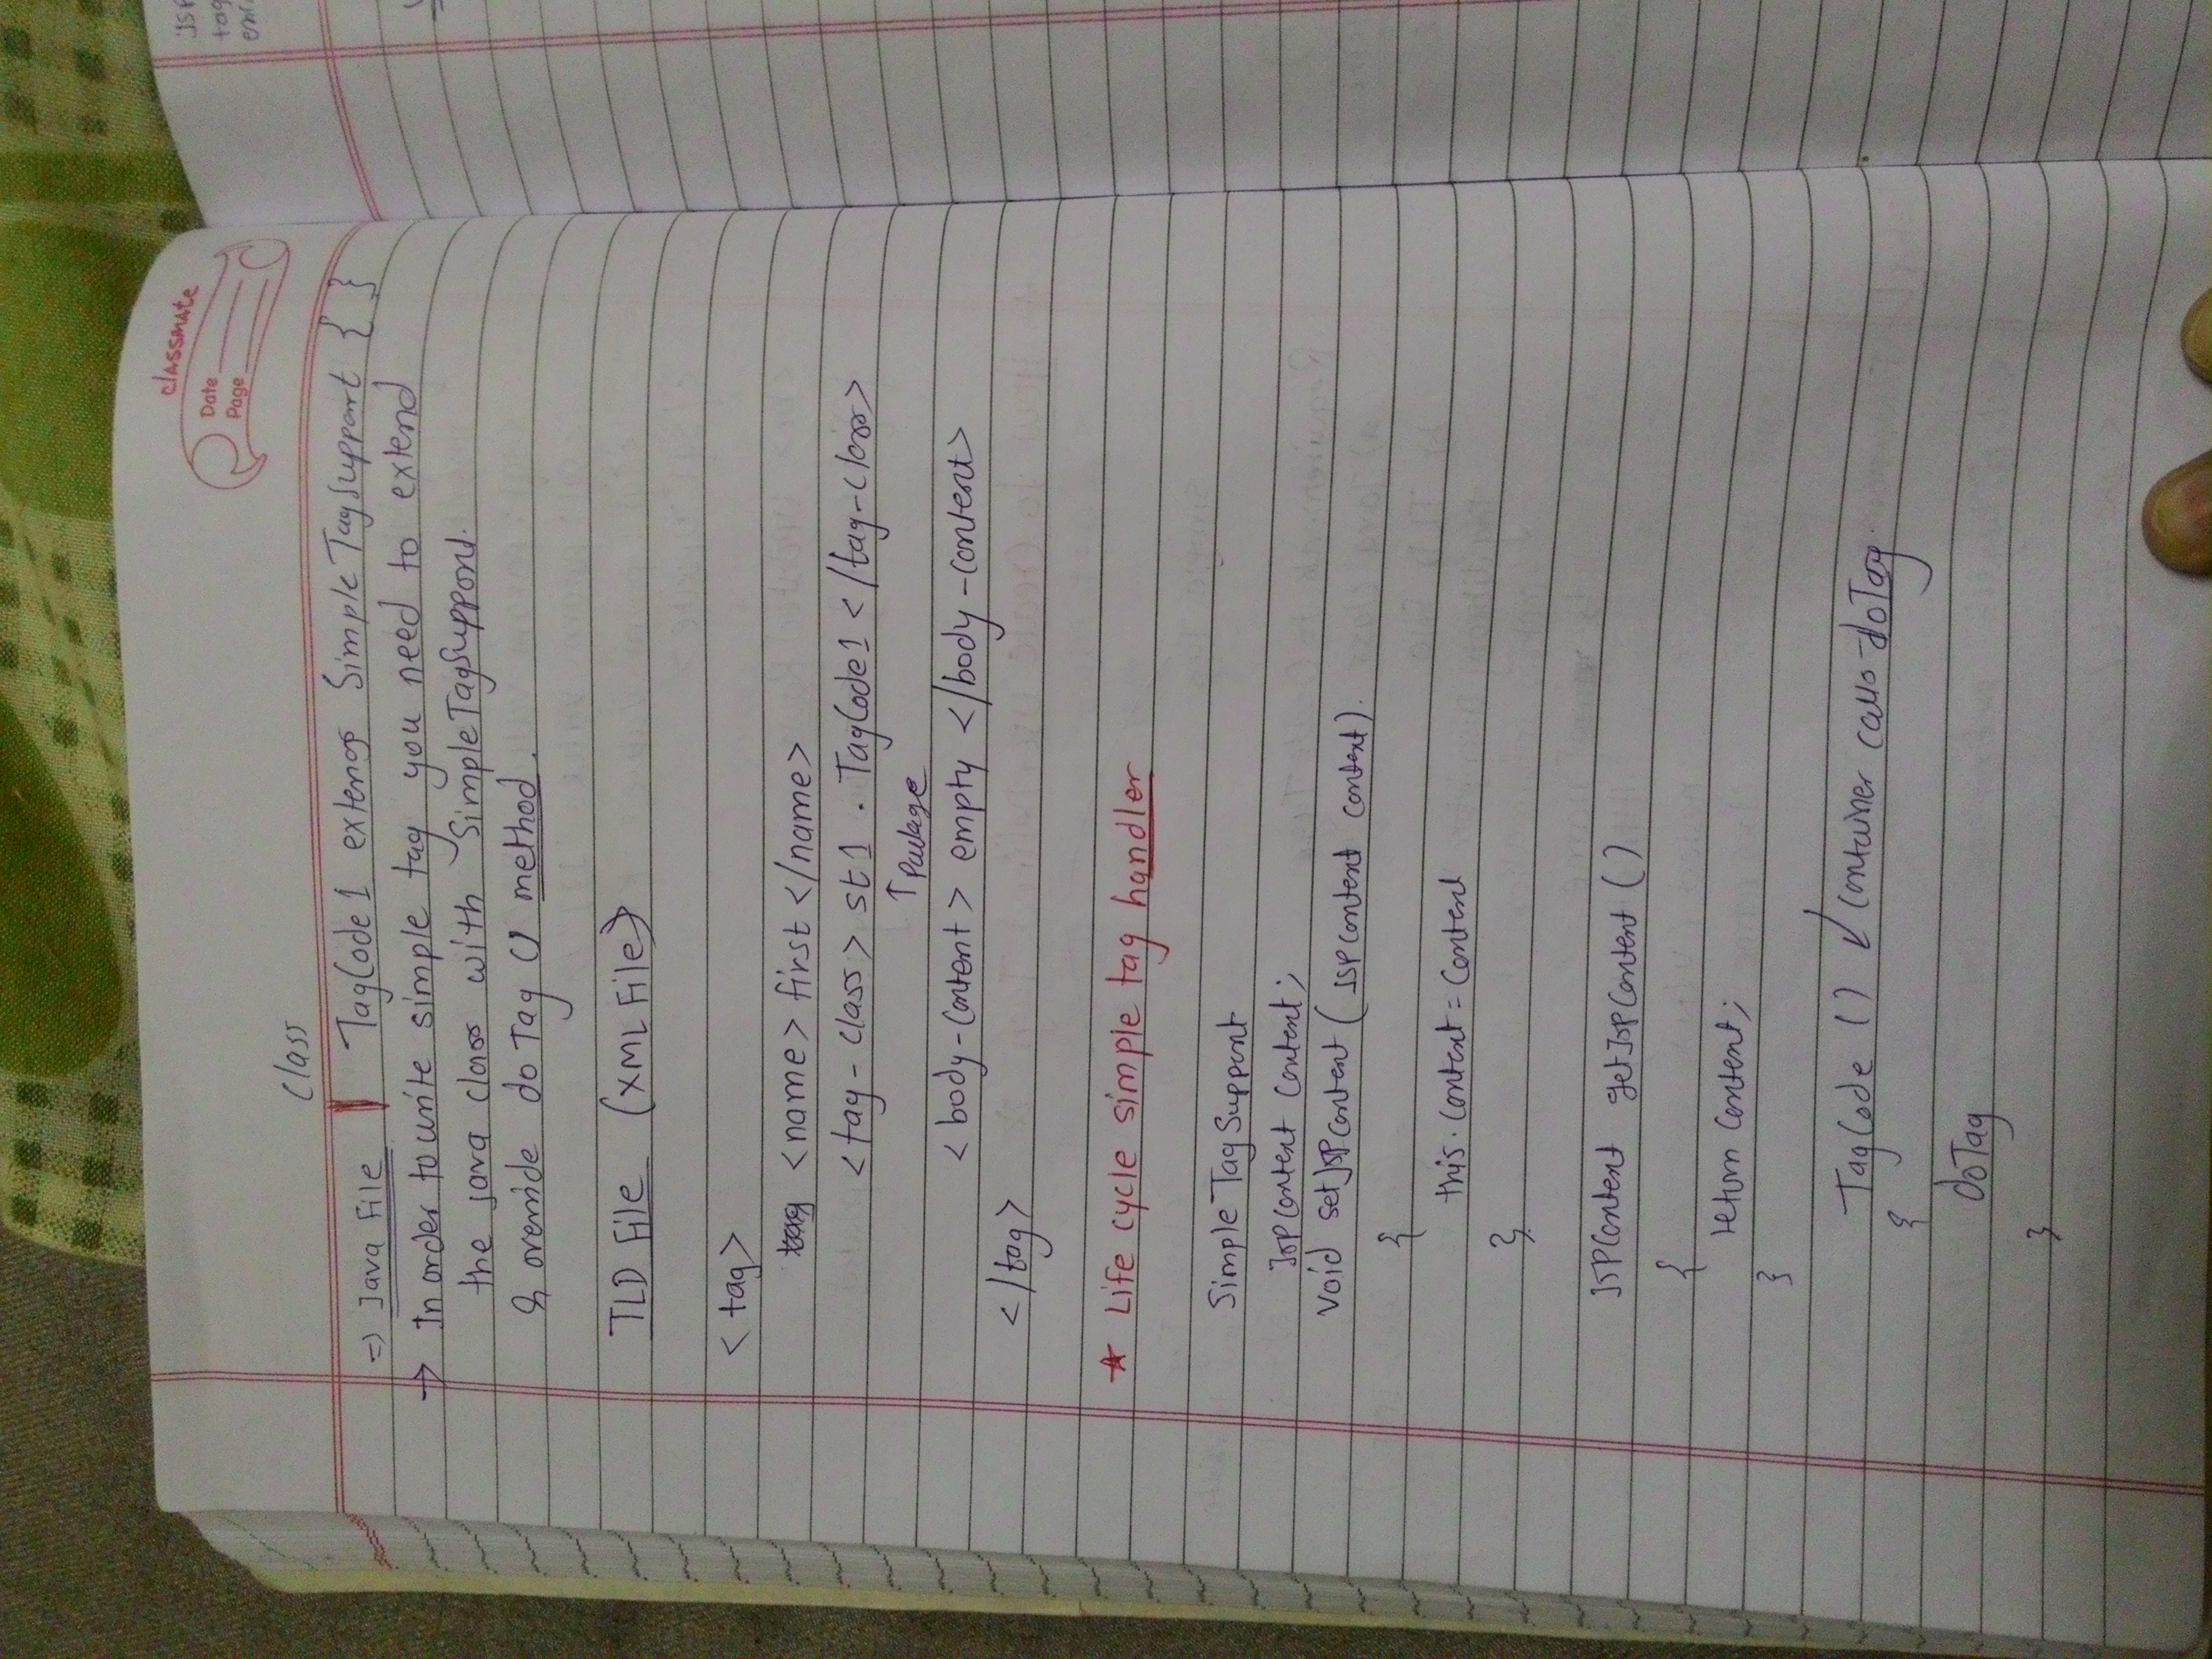 classmate
Date
Page
class
=> Java File | TagCode1 extends SimpleTagSupport { }
→ In order to write simple tag you need to extend
the java class with SimpleTagSupport.
& override doTag () method.
TLD File (XML File)
<tag>
<name> first </name>
<tag-class> st1 . TagCode1 </tag-class>
↑ Package
<body-content> empty </body-content>
</tag>
* Life cycle simple tag handler
SimpleTagSupport
JSPContent Content;
void setJSPContent ( JSPContent context).
{
this.content = Content
}
JSPContent getJSPContent ()
{
return Content;
}
TagCode () ↙ Container calls doTag.
{
doTag
}
JSP
tag